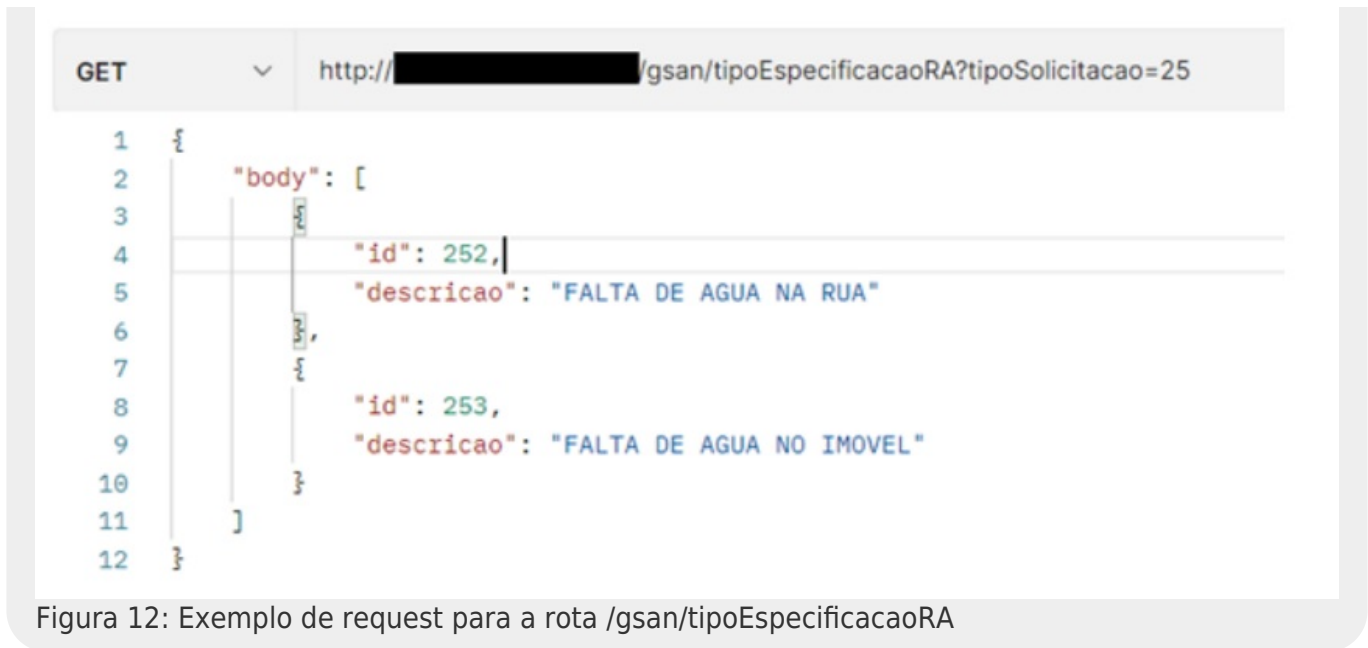 GET http:// /gsan/tipoEspecificacaoRA?tipoSolicitacao=25
1 {
2 "body": [
3 {
4 "id": 252,
5 "descricao": "FALTA DE AGUA NA RUA"
6 },
7 {
8 "id": 253,
9 "descricao": "FALTA DE AGUA NO IMOVEL"
10 }
11 ]
12 }
Figura 12: Exemplo de request para a rota /gsan/tipoEspecificacaoRA